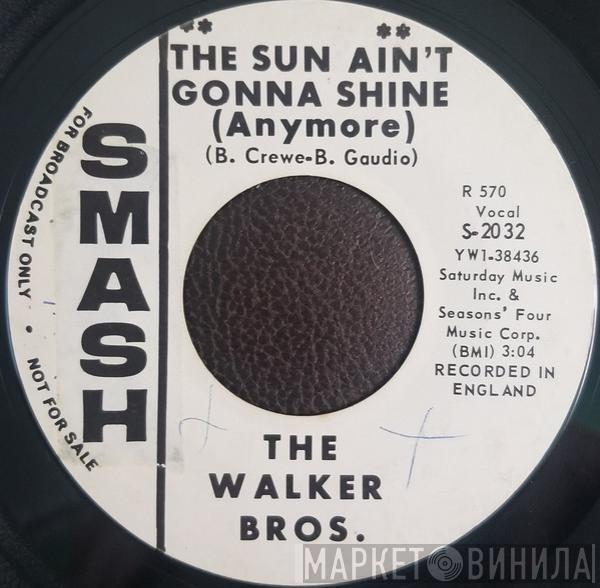 ** **
THE SUN AIN'T
GONNA SHINE
(Anymore)
(B. Crewe-B. Gaudio)
SMASH
FOR BROADCAST ONLY • NOT FOR SALE
R 570
Vocal
S-2032
YW1-38436
Saturday Music
Inc. &
Seasons' Four
Music Corp.
(BMI) 3:04
RECORDED IN
ENGLAND
THE
WALKER
BROS.
МАРКЕТ ВИНИЛА